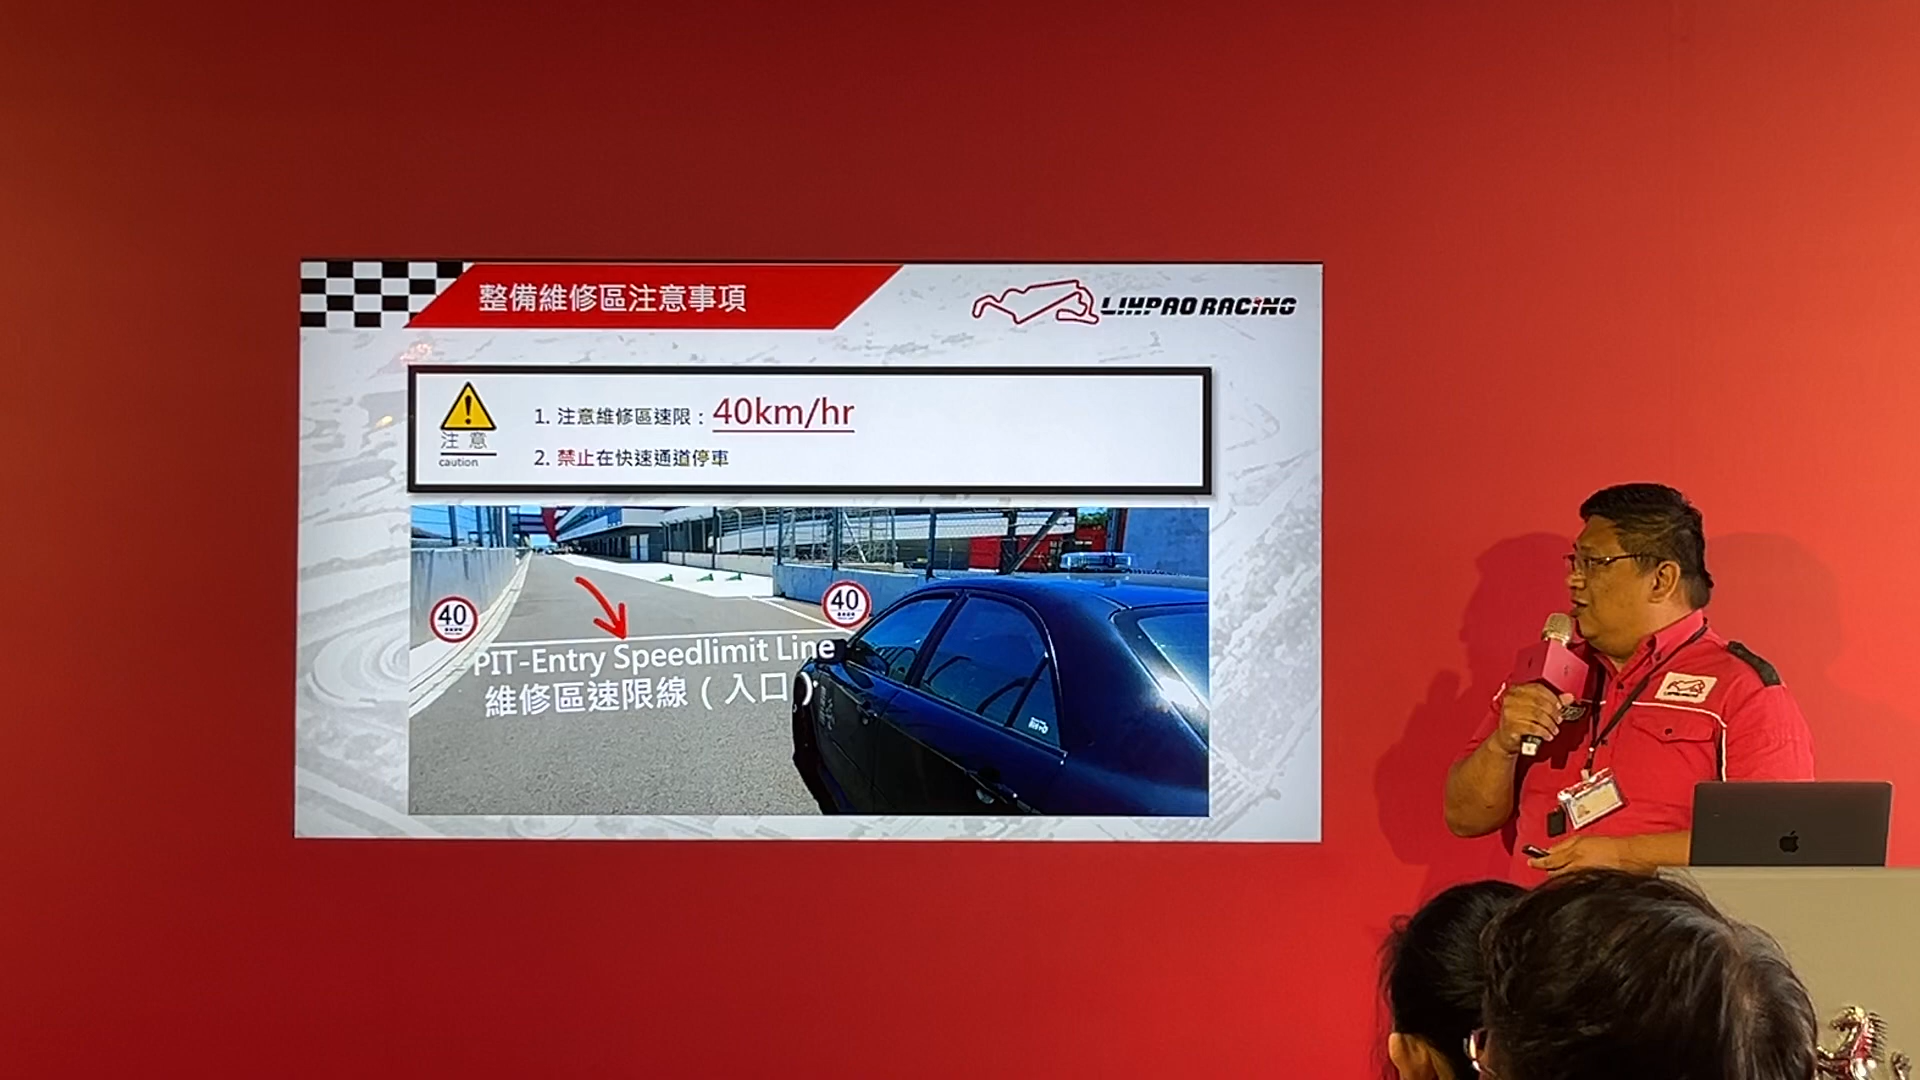 整備維修區注意事項
LIHPAO RACING
注意
caution
1. 注意維修區速限：40km/hr
2. 禁止在快速通道停車
40
40
PIT-Entry Speedlimit Line
維修區速限線（入口）